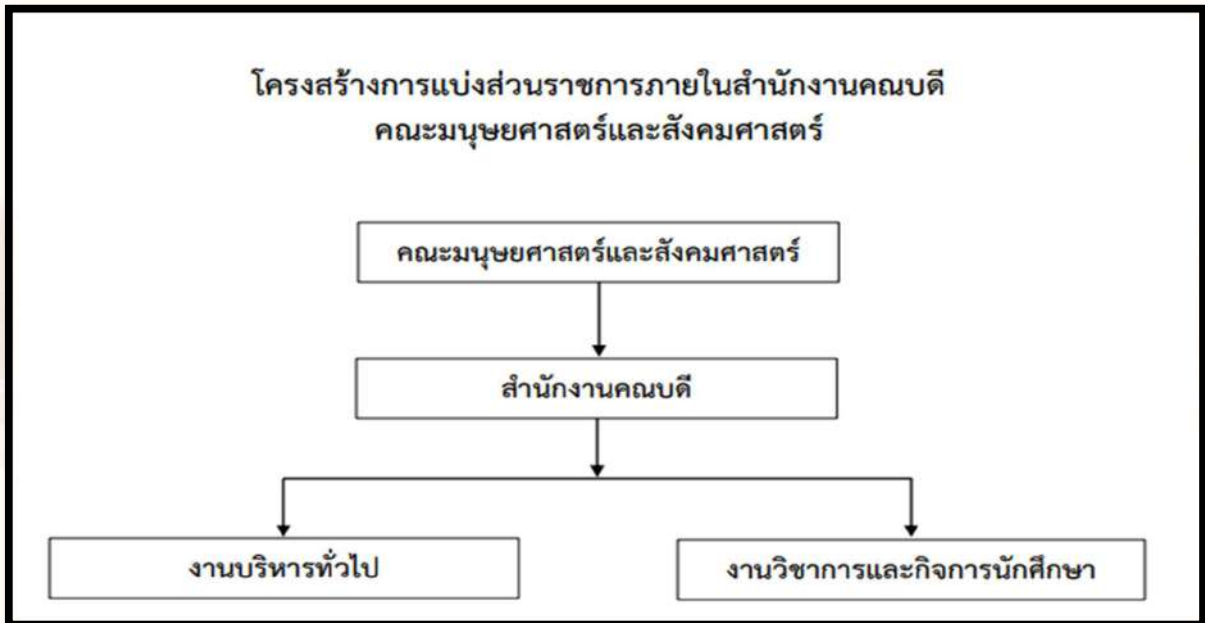 โครงสร้างการแบ่งส่วนราชการภายในสำนักงานคณบดี
คณะมนุษยศาสตร์และสังคมศาสตร์
คณะมนุษยศาสตร์และสังคมศาสตร์
สำนักงานคณบดี
งานบริหารทั่วไป
งานวิชาการและกิจการนักศึกษา